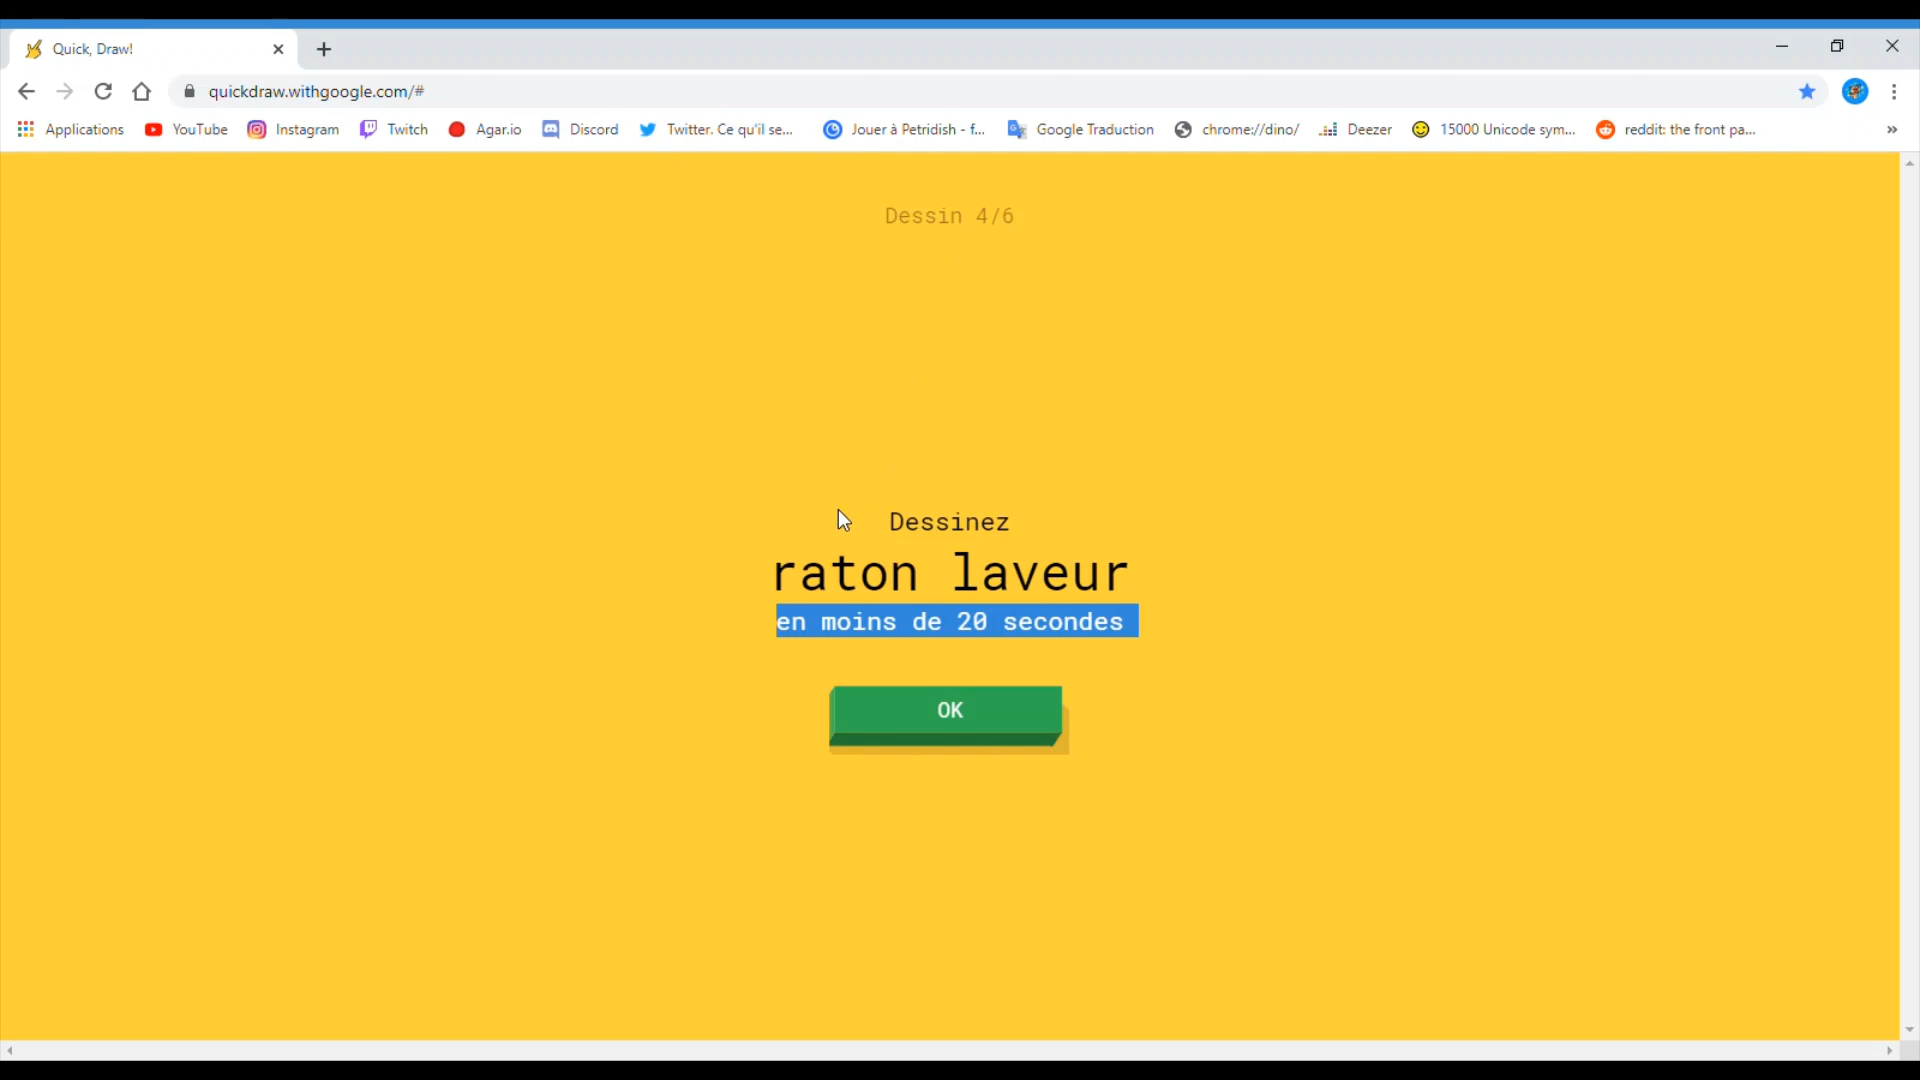 Quick, Draw!
quickdraw.withgoogle.com/#
Applications YouTube Instagram Twitch Agar.io Discord Twitter. Ce qu'il se... Jouer à Petridish - f... Google Traduction chrome://dino/ Deezer 15000 Unicode sym... reddit: the front pa... »
Dessin 4/6
Dessinez
raton laveur
en moins de 20 secondes
OK